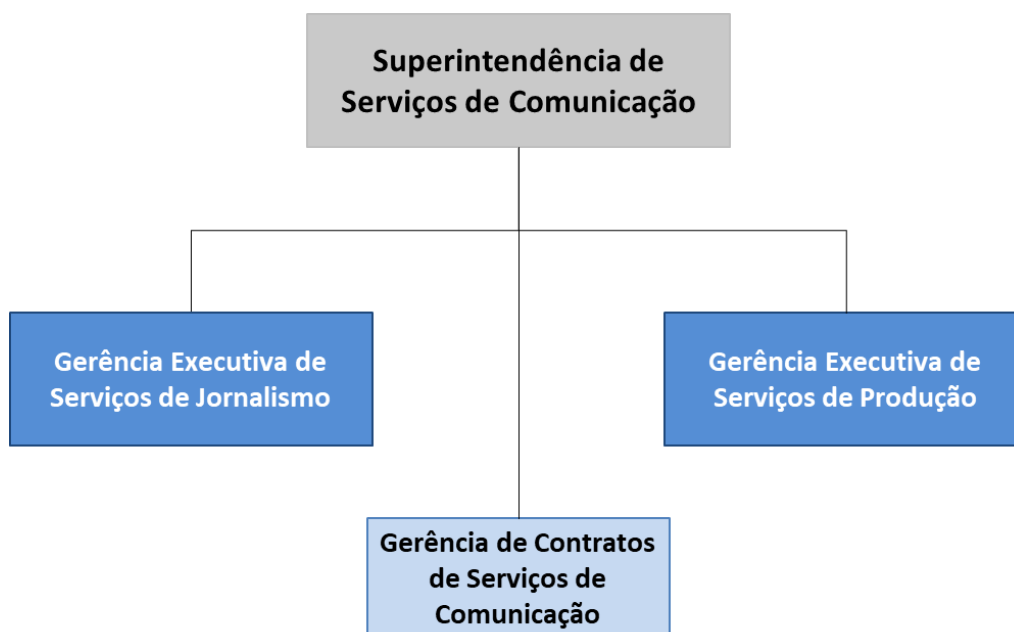 Superintendência de
Serviços de Comunicação
Gerência Executiva de
Serviços de Jornalismo
Gerência Executiva de
Serviços de Produção
Gerência de Contratos
de Serviços de
Comunicação